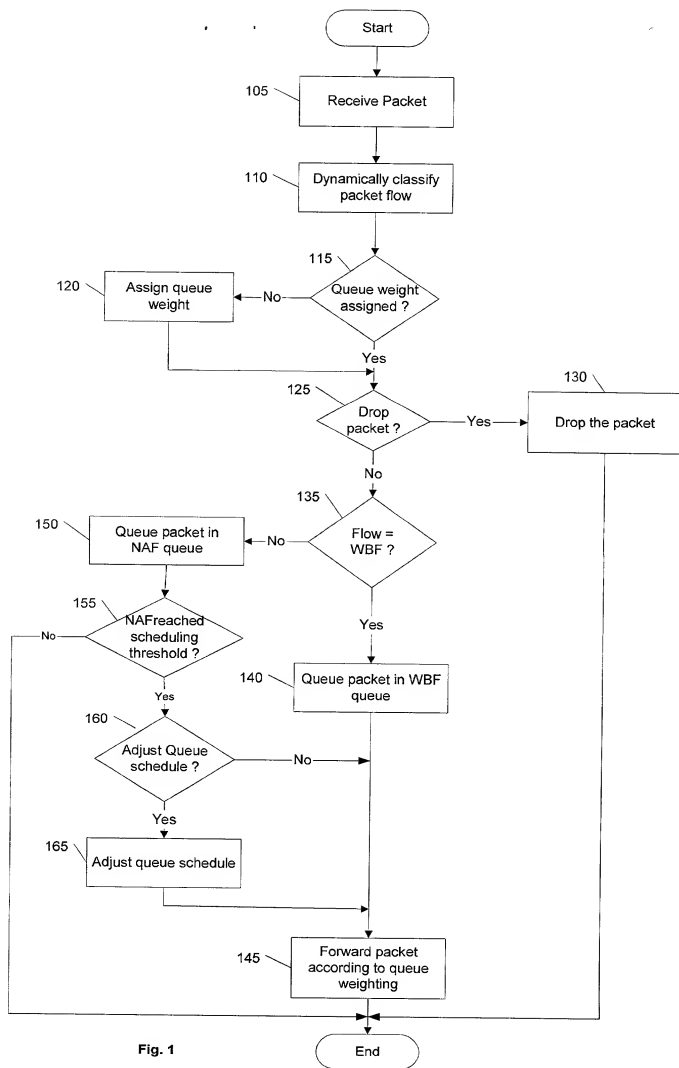 Start
105
Receive Packet
110
Dynamically classify
packet flow
115
Queue weight
assigned ?
No
120
Assign queue
weight
Yes
125
Drop
packet ?
Yes
130
Drop the packet
No
135
Flow =
WBF ?
No
150
Queue packet in
NAF queue
155
NAFreached
scheduling
threshold ?
No
Yes
Yes
140
Queue packet in WBF
queue
160
Adjust Queue
schedule ?
No
Yes
165
Adjust queue schedule
145
Forward packet
according to queue
weighting
Fig. 1
End